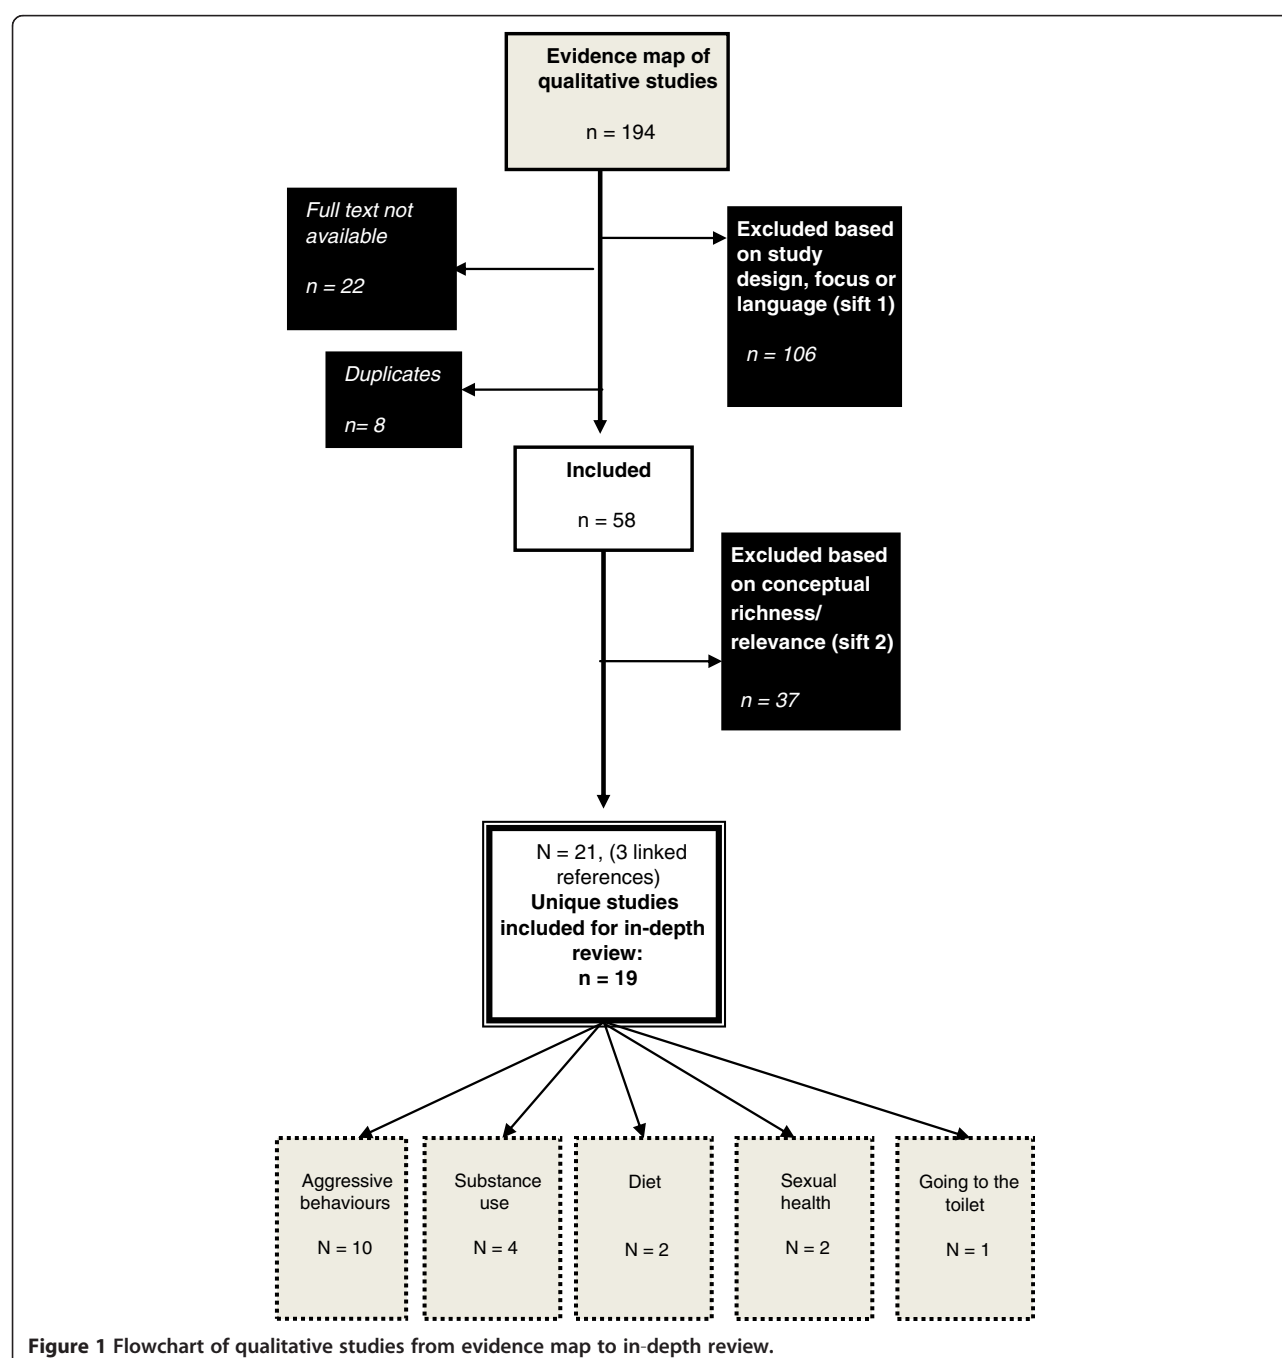 Evidence map of
qualitative studies
n = 194
Full text not
available
n = 22
Excluded based
on study
design, focus or
language (sift 1)
n = 106
Duplicates
n= 8
Included
n = 58
Excluded based
on conceptual
richness/
relevance (sift 2)
n = 37
N = 21, (3 linked
references)
Unique studies
included for in-depth
review:
n = 19
Aggressive
behaviours
N = 10
Substance
use
N = 4
Diet
N = 2
Sexual
health
N = 2
Going to the
toilet
N = 1
Figure 1 Flowchart of qualitative studies from evidence map to in-depth review.